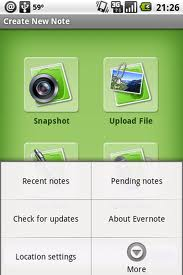 59° 3G 21:26
Create New Note
Snapshot Upload File
Recent notes Pending notes
Check for updates About Evernote
Location settings More